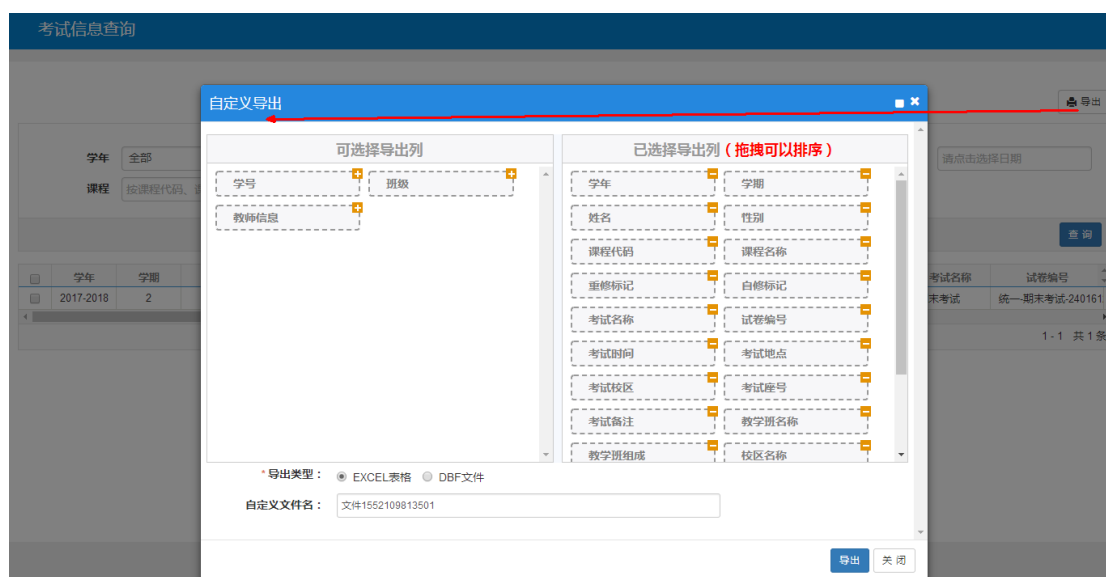 考试信息查询
导出
自定义导出
可选择导出列
已选择导出列（拖拽可以排序）
学年 全部
请点击选择日期
课程 按课程代码、
查 询
学号 班级
教师信息
学年 学期
姓名 性别
课程代码 课程名称
重修标记 自修标记
考试名称 试卷编号
考试时间 考试地点
考试校区 考试座号
考试备注 教学班名称
教学班组成 校区名称
学年 学期 考试名称 试卷编号
2017-2018 2 末考试 统一-期末考试-240161
1 - 1 共 1 条
*导出类型： EXCEL表格 DBF文件
自定义文件名： 文件1552109813501
导出 关 闭